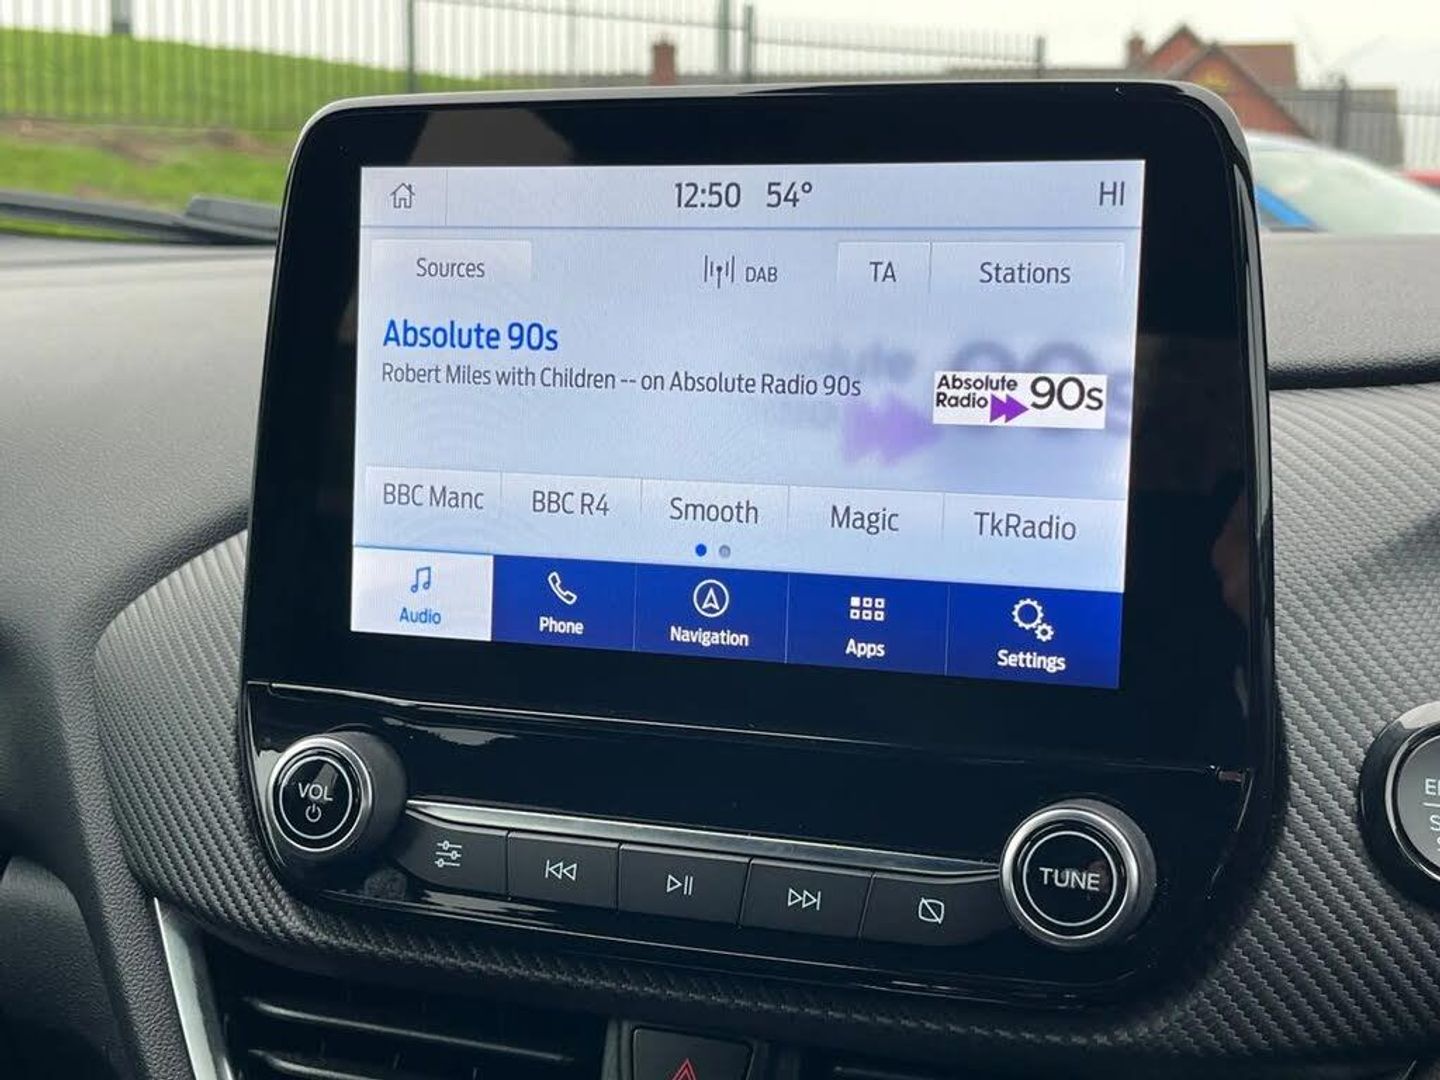 12:50 54° HI
Sources DAB TA Stations
Absolute 90s
Robert Miles with Children -- on Absolute Radio 90s
Absolute
Radio 90s
BBC Manc BBC R4 Smooth Magic TkRadio
Audio Phone Navigation Apps Settings
VOL
TUNE